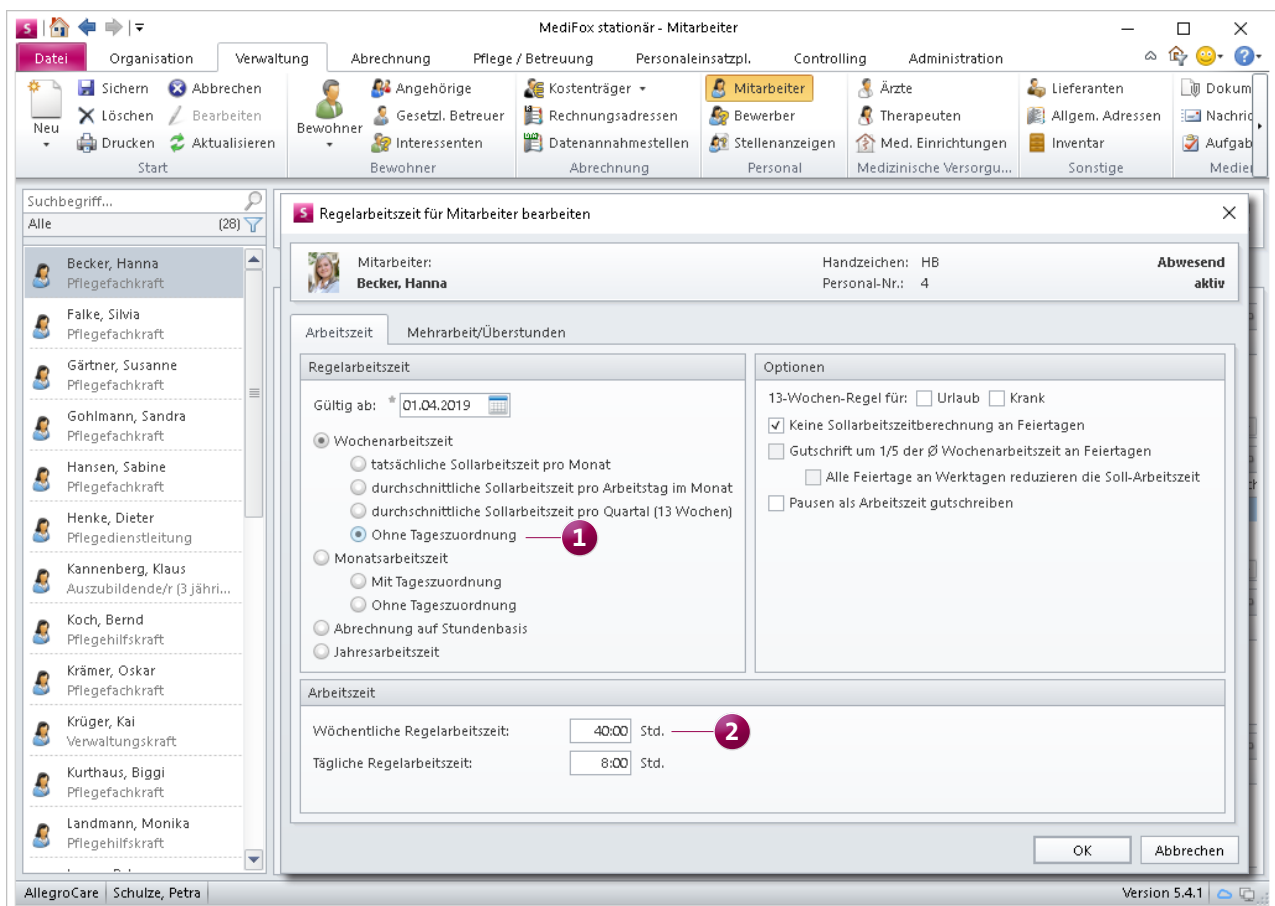 MediFox stationär - Mitarbeiter
Datei Organisation Verwaltung Abrechnung Pflege / Betreuung Personaleinsatzpl. Controlling Administration
Neu
Sichern Abbrechen
Löschen Bearbeiten
Drucken Aktualisieren
Start
Bewohner
Angehörige
Gesetzl. Betreuer
Interessenten
Bewohner
Kostenträger
Rechnungsadressen
Datenannahmestellen
Abrechnung
Mitarbeiter
Bewerber
Stellenanzeigen
Personal
Ärzte
Therapeuten
Med. Einrichtungen
Medizinische Versorgu...
Lieferanten
Allgem. Adressen
Inventar
Sonstige
Dokum
Nachric
Aufgab
Medie
Suchbegriff...
Alle (28)
Becker, Hanna
Pflegefachkraft
Falke, Silvia
Pflegefachkraft
Gärtner, Susanne
Pflegefachkraft
Gohlmann, Sandra
Pflegefachkraft
Hansen, Sabine
Pflegefachkraft
Henke, Dieter
Pflegedienstleitung
Kannenberg, Klaus
Auszubildende/r (3 jähri...
Koch, Bernd
Pflegehilfskraft
Krämer, Oskar
Pflegefachkraft
Krüger, Kai
Verwaltungskraft
Kurthaus, Biggi
Pflegefachkraft
Landmann, Monika
Pflegehilfskraft
Regelarbeitszeit für Mitarbeiter bearbeiten
Mitarbeiter: Handzeichen: HB Abwesend
Becker, Hanna Personal-Nr.: 4 aktiv
Arbeitszeit Mehrarbeit/Überstunden
Regelarbeitszeit
Gültig ab: * 01.04.2019
Wochenarbeitszeit
tatsächliche Sollarbeitszeit pro Monat
durchschnittliche Sollarbeitszeit pro Arbeitstag im Monat
durchschnittliche Sollarbeitszeit pro Quartal (13 Wochen)
Ohne Tageszuordnung 1
Monatsarbeitszeit
Mit Tageszuordnung
Ohne Tageszuordnung
Abrechnung auf Stundenbasis
Jahresarbeitszeit
Optionen
13-Wochen-Regel für: Urlaub Krank
Keine Sollarbeitszeitberechnung an Feiertagen
Gutschrift um 1/5 der Ø Wochenarbeitszeit an Feiertagen
Alle Feiertage an Werktagen reduzieren die Soll-Arbeitszeit
Pausen als Arbeitszeit gutschreiben
Arbeitszeit
Wöchentliche Regelarbeitszeit: 40:00 Std. 2
Tägliche Regelarbeitszeit: 8:00 Std.
OK Abbrechen
AllegroCare Schulze, Petra Version 5.4.1